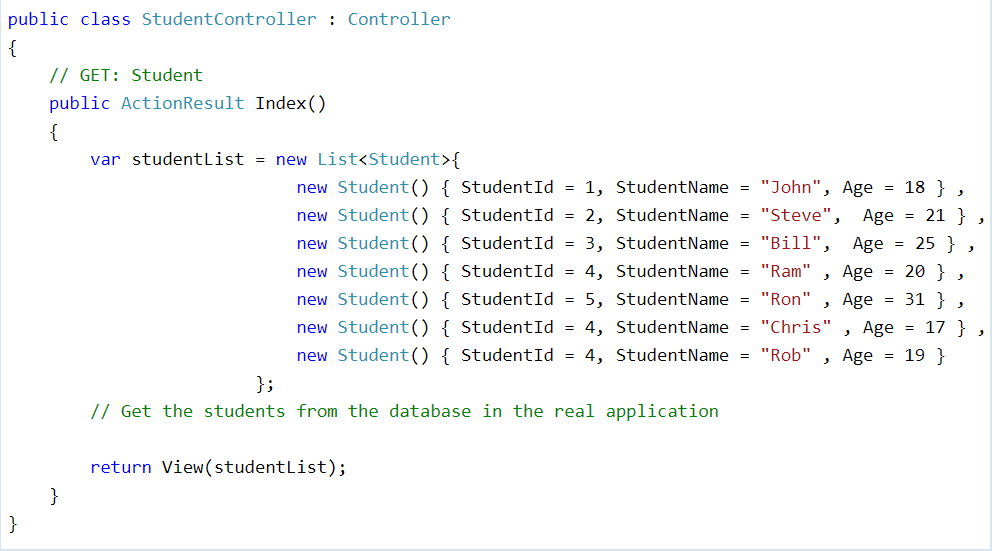 public class StudentController : Controller
{
    // GET: Student
    public ActionResult Index()
    {
        var studentList = new List<Student>{
                            new Student() { StudentId = 1, StudentName = "John", Age = 18 } ,
                            new Student() { StudentId = 2, StudentName = "Steve",  Age = 21 } ,
                            new Student() { StudentId = 3, StudentName = "Bill",  Age = 25 } ,
                            new Student() { StudentId = 4, StudentName = "Ram" , Age = 20 } ,
                            new Student() { StudentId = 5, StudentName = "Ron" , Age = 31 } ,
                            new Student() { StudentId = 4, StudentName = "Chris" , Age = 17 } ,
                            new Student() { StudentId = 4, StudentName = "Rob" , Age = 19 }
                        };
        // Get the students from the database in the real application

        return View(studentList);
    }
}